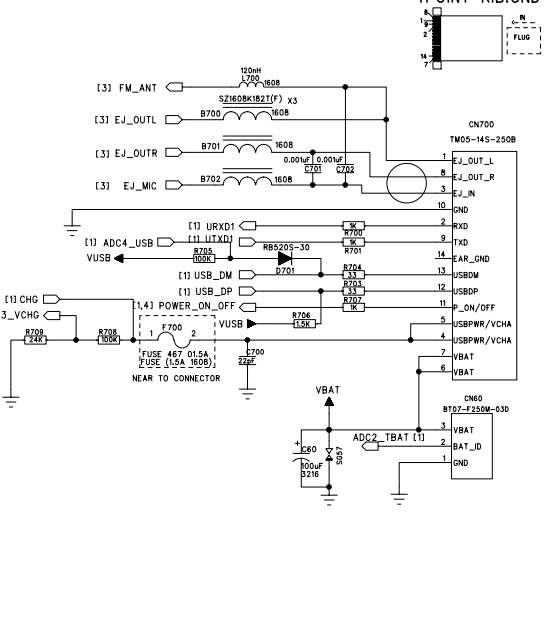 IN
FLUG
8
1
9
2
14
7
120nH
L700
1608
[3] FM_ANT
SZ1608K182T(F) X3
[3] EJ_OUTL
B700
1608
CN700
TM05-14S-250B
[3] EJ_OUTR
B701
1608
0.001uF
C701
0.001uF
C702
1 EJ_OUT_L
8 EJ_OUT_R
[3] EJ_MIC
B702
1608
3 EJ_IN
10 GND
[1] URXD1
1K
R700
2 RXD
[1] ADC4_USB
[1] UTXD1
1K
R701
9 TXD
VUSB
R705
100K
RB520S-30
D701
14 EAR_GND
[1] USB_DM
R704
33
13 USBDM
[1] USB_DP
R703
33
12 USBDP
[1] CHG
[1,4] POWER_ON_OFF
R707
1K
11 P_ON/OFF
3_VCHG
VUSB
R706
1.5K
5 USBPWR/VCHA
R709
24K
R708
100K
1
F700
2
4 USBPWR/VCHA
FUSE 467 01.5A
FUSE (1.5A 1608)
C700
22pF
7 VBAT
6 VBAT
NEAR TO CONNECTOR
VBAT
CN60
BT07-F250M-03D
3 VBAT
ADC2_TBAT [1]
2 BAT_ID
1 GND
+
C60
100uF
3216
SG57